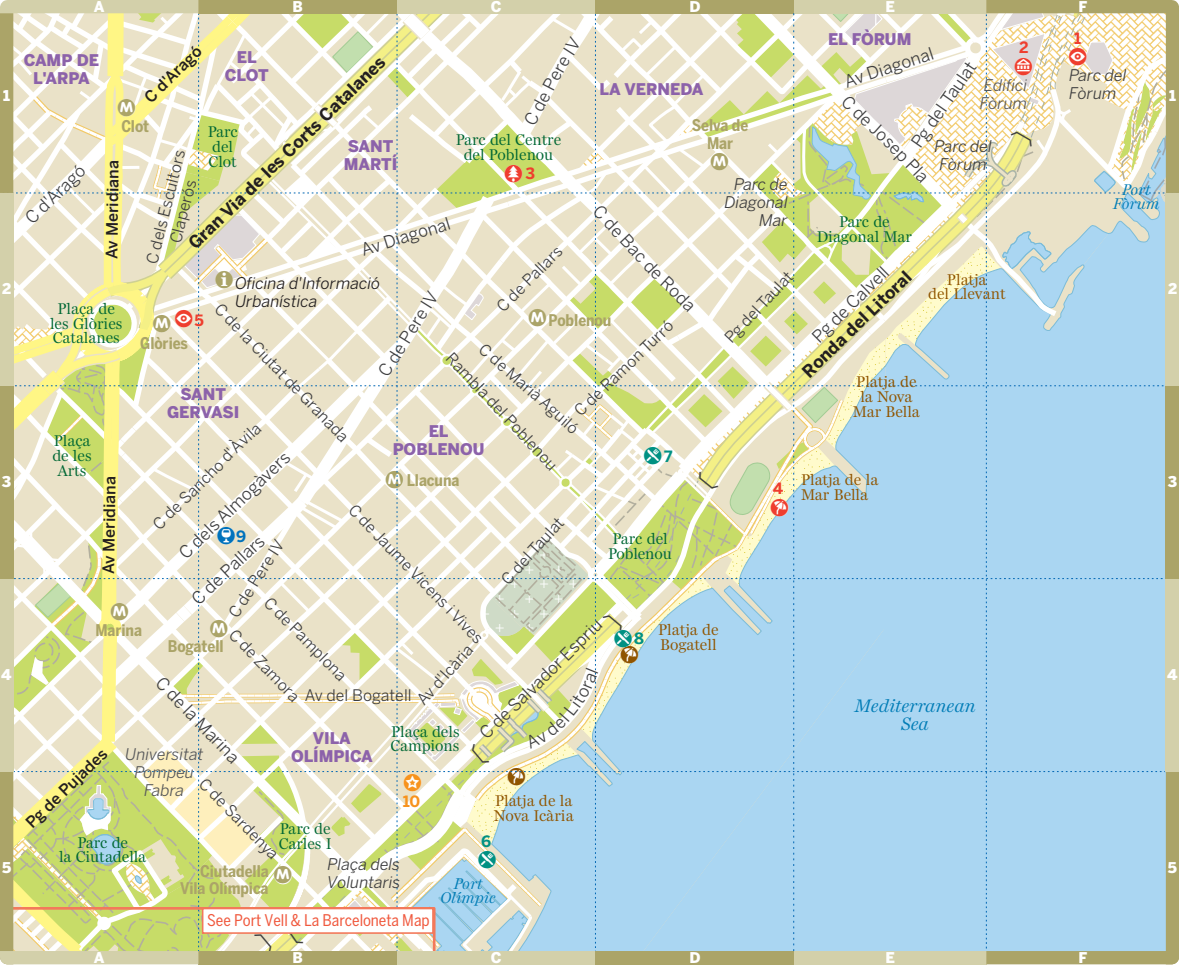 A
B
C
D
E
F
CAMP DE
L'ARPA
EL
CLOT
C d'Aragó
C de Pere IV
LA VERNEDA
EL FÒRUM
Av Diagonal
2
1
Edifici
Fòrum
Parc del
Fòrum
1
1
Clot
Parc
del
Clot
Gran Via de les Corts Catalanes
SANT
MARTÍ
Parc del Centre
del Poblenou
3
Selva de
Mar
C de Josep Pla
Pg del Taulat
Parc del
Fòrum
C d'Aragó
Av Meridiana
C dels Escultors
Claperòs
Parc de
Diagonal
Mar
Parc de
Diagonal Mar
Port
Fòrum
Av Diagonal
C de Bac de Roda
Oficina d'Informació
Urbanística
C de Pallars
Platja
del Llevant
2
2
Plaça de
les Glòries
Catalanes
5
Glòries
C de la Ciutat de Granada
C de Pere IV
Poblenou
Pg del Taulat
Pg de Calvell
Ronda del Litoral
SANT
GERVASI
Rambla del Poblenou
C de Marià Aguiló
C de Ramon Turró
Platja de
la Nova
Mar Bella
Plaça
de les
Arts
EL
POBLENOU
7
3
3
C de Saricho d'Àvila
C dels Almogàvers
Llacuna
4
Platja de la
Mar Bella
Av Meridiana
9
C de Pallars
C de Pere IV
C de Jaume Vicens i Vives
C del Taulat
Parc del
Poblenou
Marina
Bogatell
C de Zamora
C de Pamplona
8
Platja de
Bogatell
4
4
C de la Marina
Av del Bogatell
Av d'Icària
C de Salvador Espriu
Av del Litoral
Mediterranean
Sea
Plaça dels
Campions
VILA
OLÍMPICA
Universitat
Pompeu
Fabra
Pg de Pujades
C de Sardenya
10
Platja de la
Nova Icària
Parc de
la Ciutadella
Parc de
Carles I
6
5
5
Ciutadella
Vila Olímpica
Plaça dels
Voluntaris
Port
Olímpic
See Port Vell & La Barceloneta Map
A
B
C
D
E
F